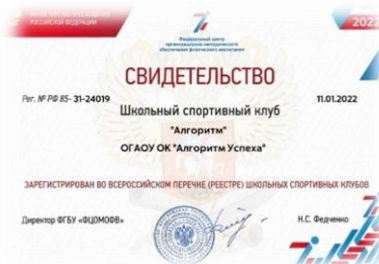 МИНИСТЕРСТВО ПРОСВЕЩЕНИЯ
РОССИЙСКОЙ ФЕДЕРАЦИИ
2022
Федеральный центр
организационно-методического
обеспечения физического воспитания
СВИДЕТЕЛЬСТВО
Рег. № РФ 85- 31-24019
11.01.2022
Школьный спортивный клуб
"Алгоритм"
ОГАОУ ОК "Алгоритм Успеха"
ЗАРЕГИСТРИРОВАН ВО ВСЕРОССИЙСКОМ ПЕРЕЧНЕ (РЕЕСТРЕ) ШКОЛЬНЫХ СПОРТИВНЫХ КЛУБОВ
Директор ФГБУ «ФЦОМОФВ»
Н.С. Федченко